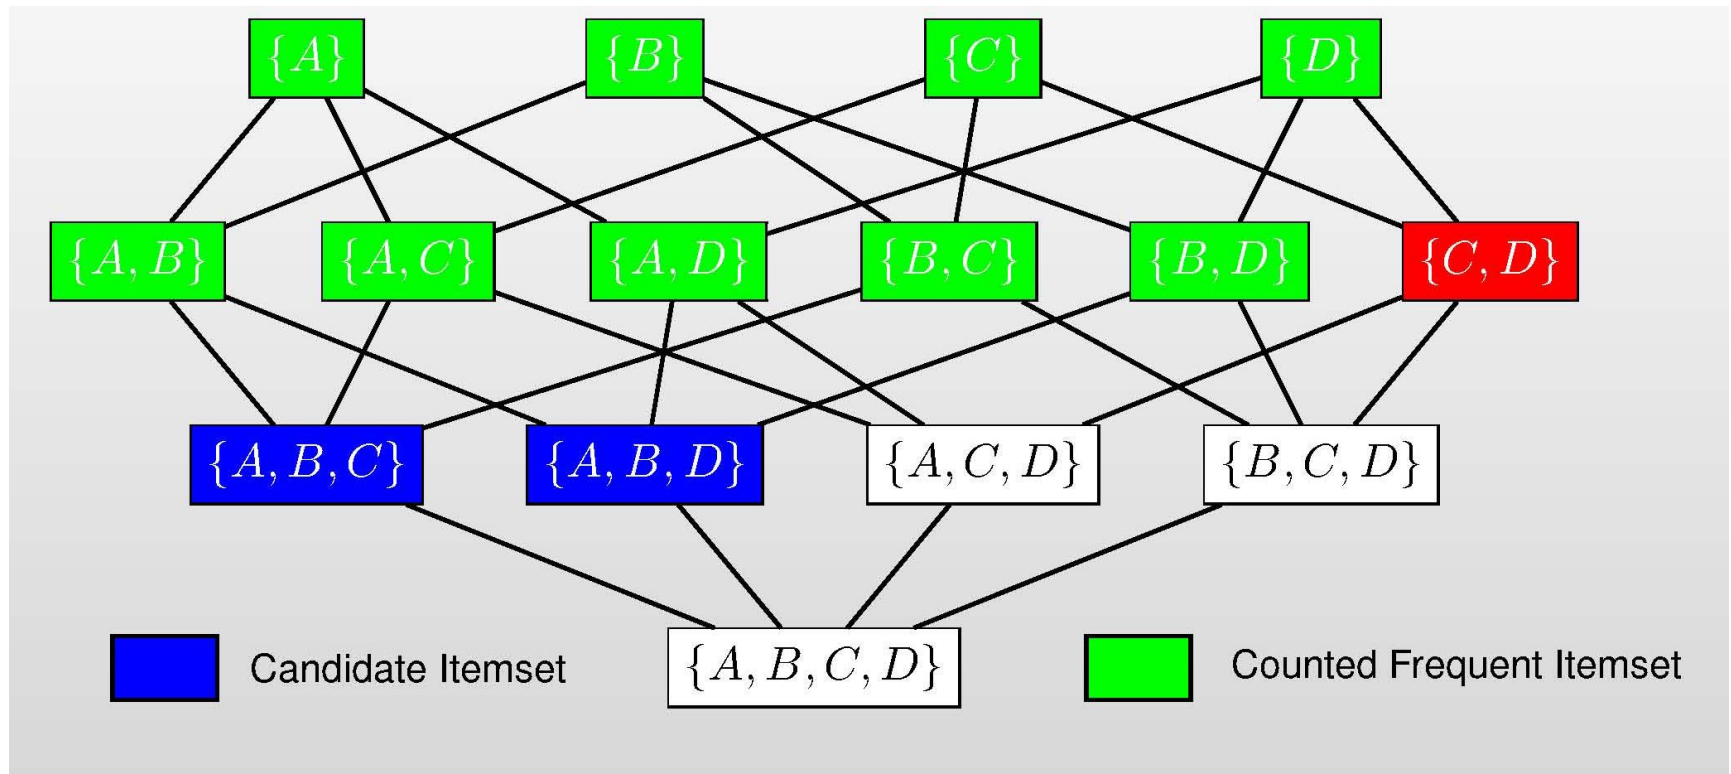 {A} {B} {C} {D}
{A, B} {A, C} {A, D} {B, C} {B, D} {C, D}
{A, B, C} {A, B, D} {A, C, D} {B, C, D}
{A, B, C, D}
Candidate Itemset
Counted Frequent Itemset